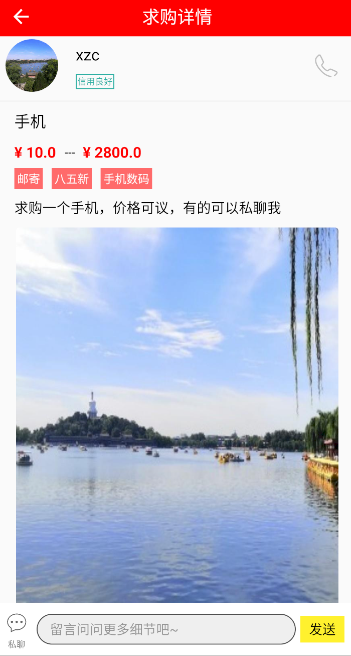 求购详情
xzc
信用良好
手机
¥ 10.0 --- ¥ 2800.0
邮寄 八五新 手机数码
求购一个手机，价格可议，有的可以私聊我
私聊
留言问问更多细节吧~
发送